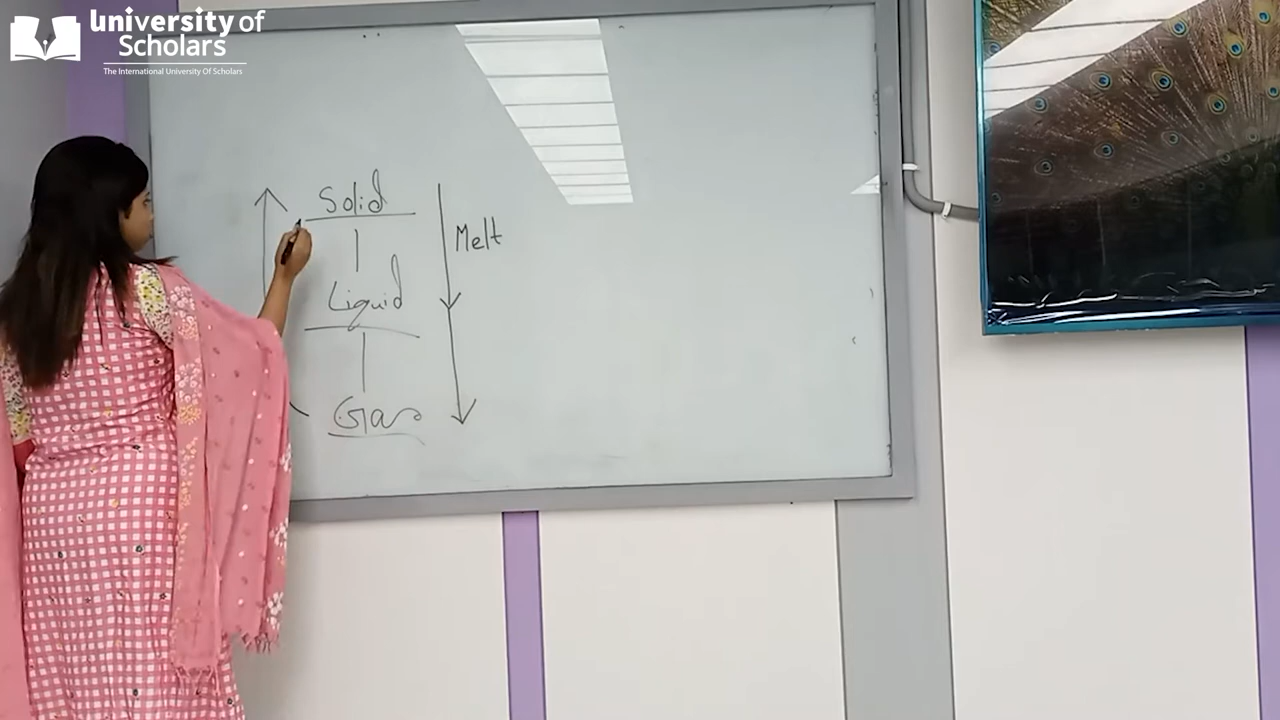 University of
Scholars
The International University Of Scholars
Solid
Melt
Liquid
Gas